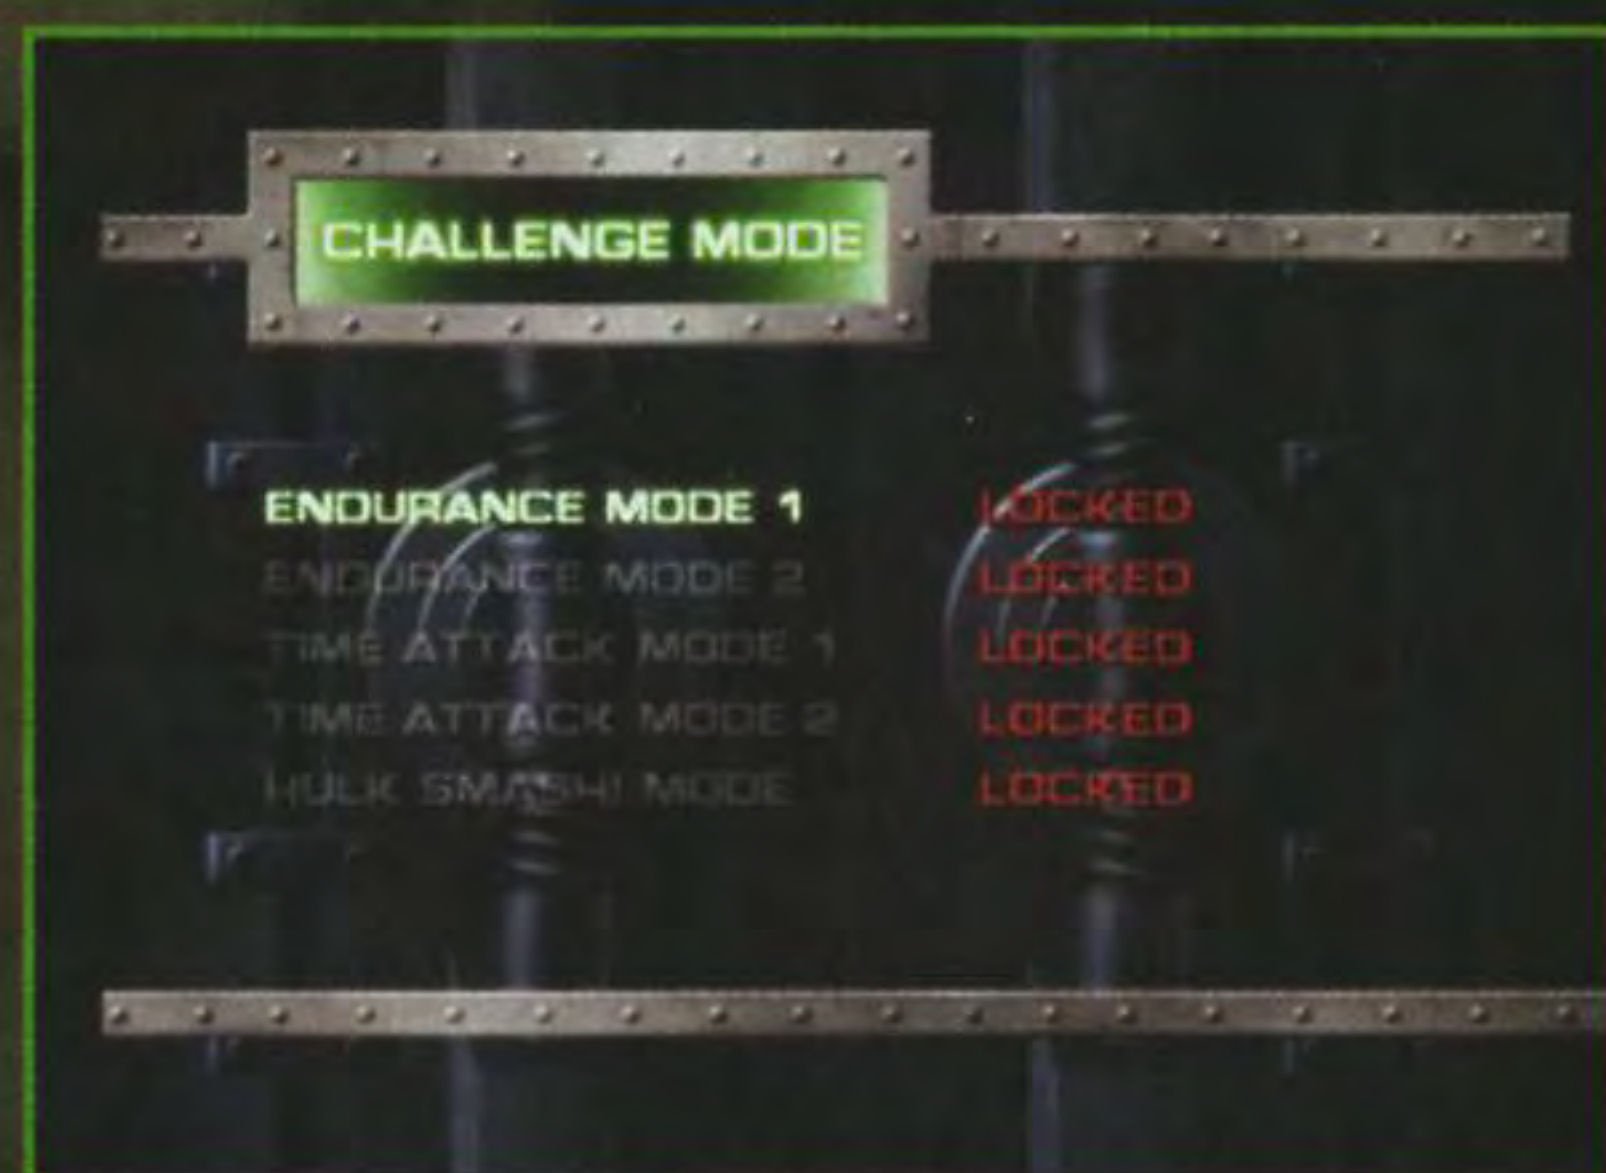 CHALLENGE MODE
ENDURANCE MODE 1 LOCKED
ENDURANCE MODE 2 LOCKED
TIME ATTACK MODE 1 LOCKED
TIME ATTACK MODE 2 LOCKED
HULK SMASH! MODE LOCKED